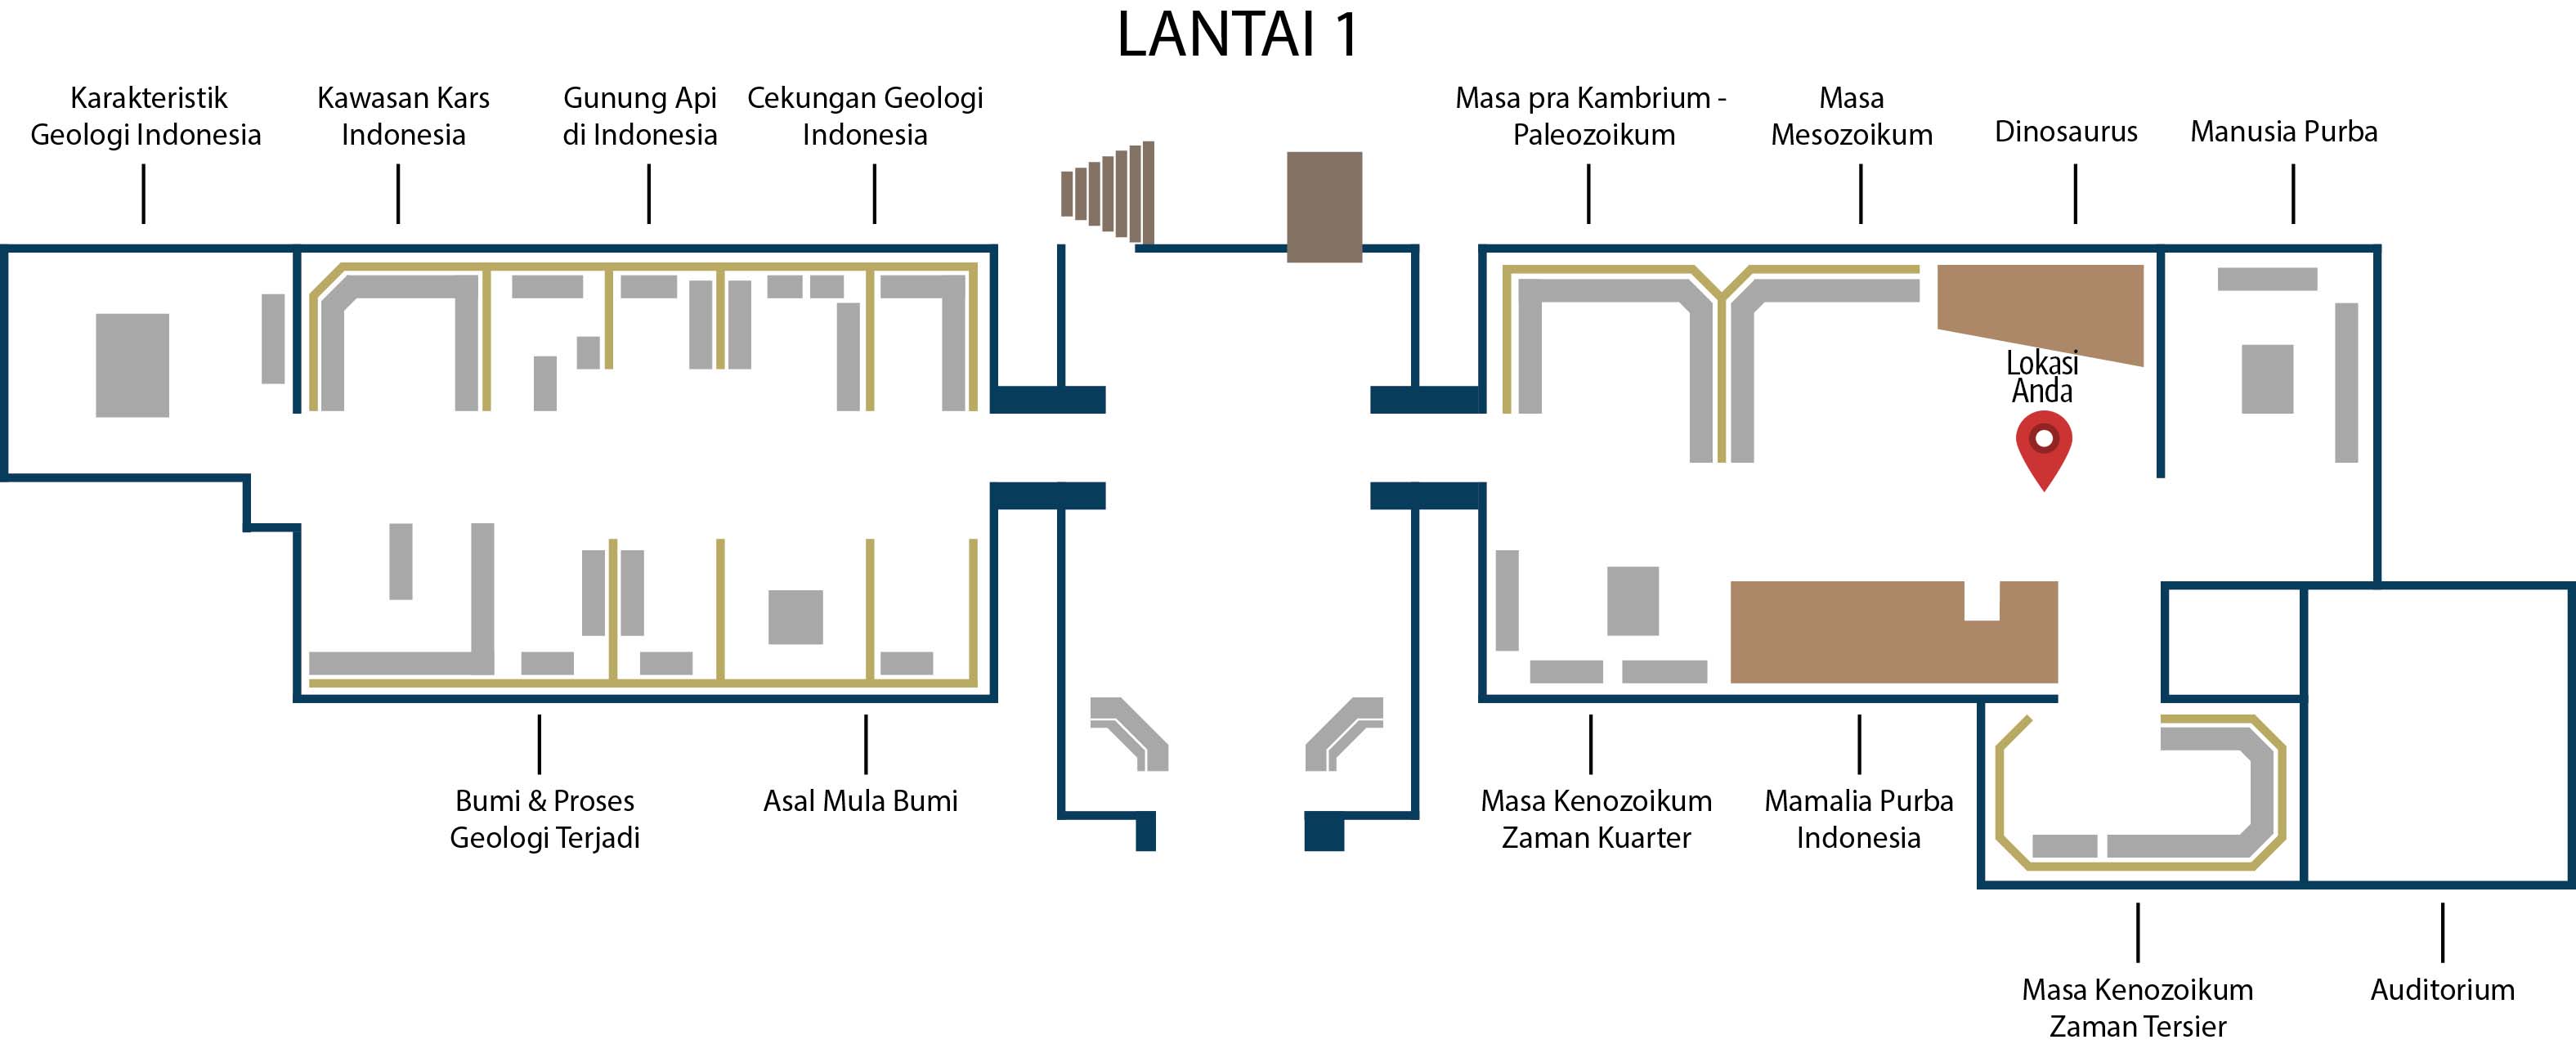 LANTAI 1
Karakteristik
Geologi Indonesia
Kawasan Kars
Indonesia
Gunung Api
di Indonesia
Cekungan Geologi
Indonesia
Masa pra Kambrium -
Paleozoikum
Masa
Mesozoikum
Dinosaurus
Manusia Purba
Lokasi
Anda
Bumi & Proses
Geologi Terjadi
Asal Mula Bumi
Masa Kenozoikum
Zaman Kuarter
Mamalia Purba
Indonesia
Masa Kenozoikum
Zaman Tersier
Auditorium